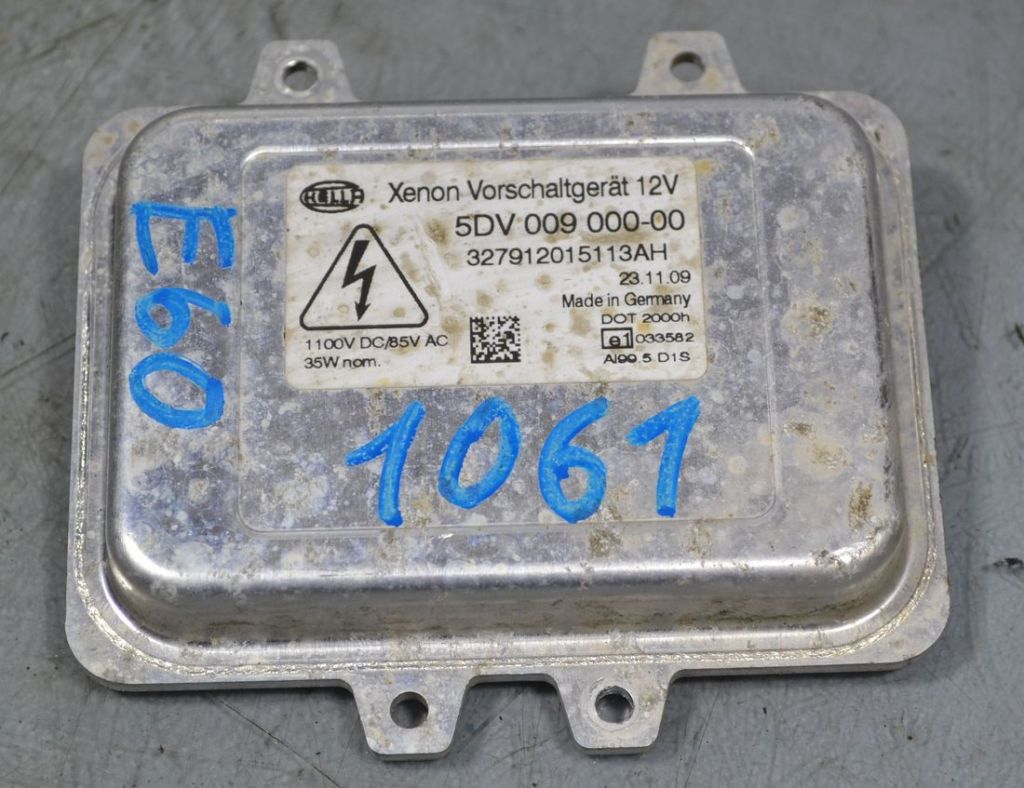 HELLA
Xenon Vorschaltgerät 12V
5DV 009 000-00
327912015113AH
23.11.09
Made in Germany
DOT 2000h
e1 033582
AI99.5 D1S
1100V DC/85V AC
35W nom.
E60
1061